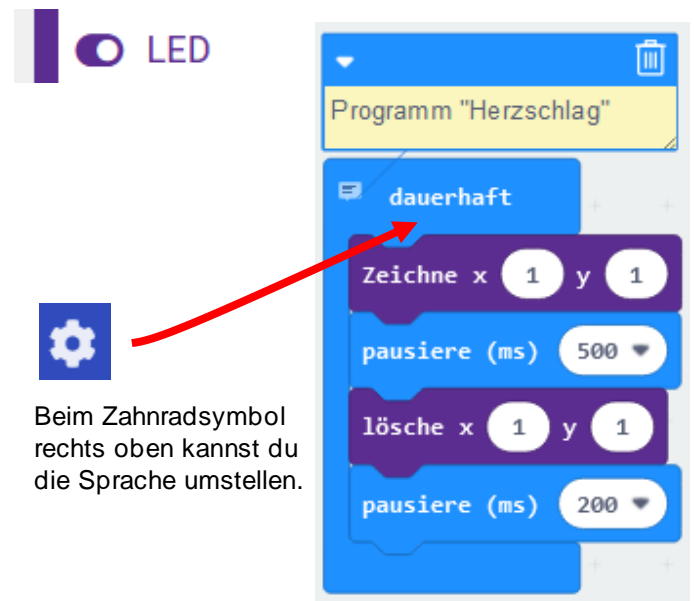 LED
Programm "Herzschlag"
dauerhaft
Zeichne x 1 y 1
pausiere (ms) 500
lösche x 1 y 1
pausiere (ms) 200
Beim Zahnradsymbol
rechts oben kannst du
die Sprache umstellen.